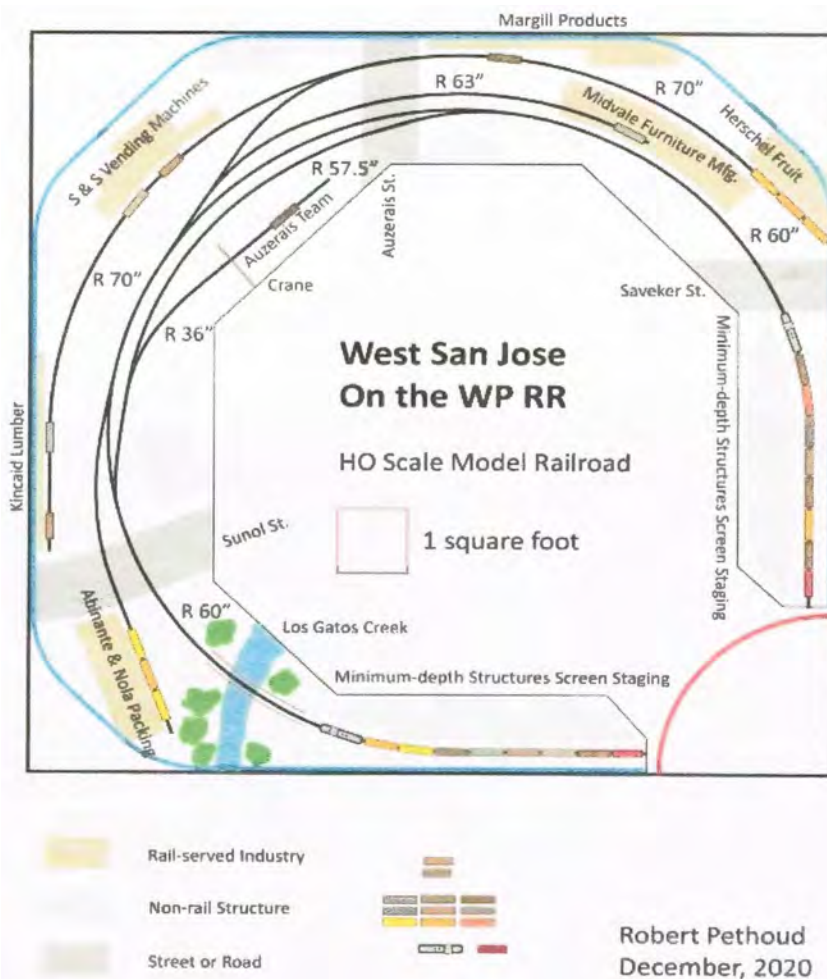 Margill Products
R 63"
R 70"
S & S Vending Machines
Midvale Furniture Mfg.
Herschel Fruit
R 57.5"
Auzerais Team
Auzerais St.
R 60"
R 70"
Crane
Saveker St.
R 36"
West San Jose
On the WP RR
HO Scale Model Railroad
1 square foot
Minimum-depth Structures Screen Staging
Kincaid Lumber
Sunol St.
R 60"
Los Gatos Creek
Abinante & Nola Packing
Minimum-depth Structures Screen Staging
Rail-served Industry
Non-rail Structure
Street or Road
Robert Pethoud
December, 2020